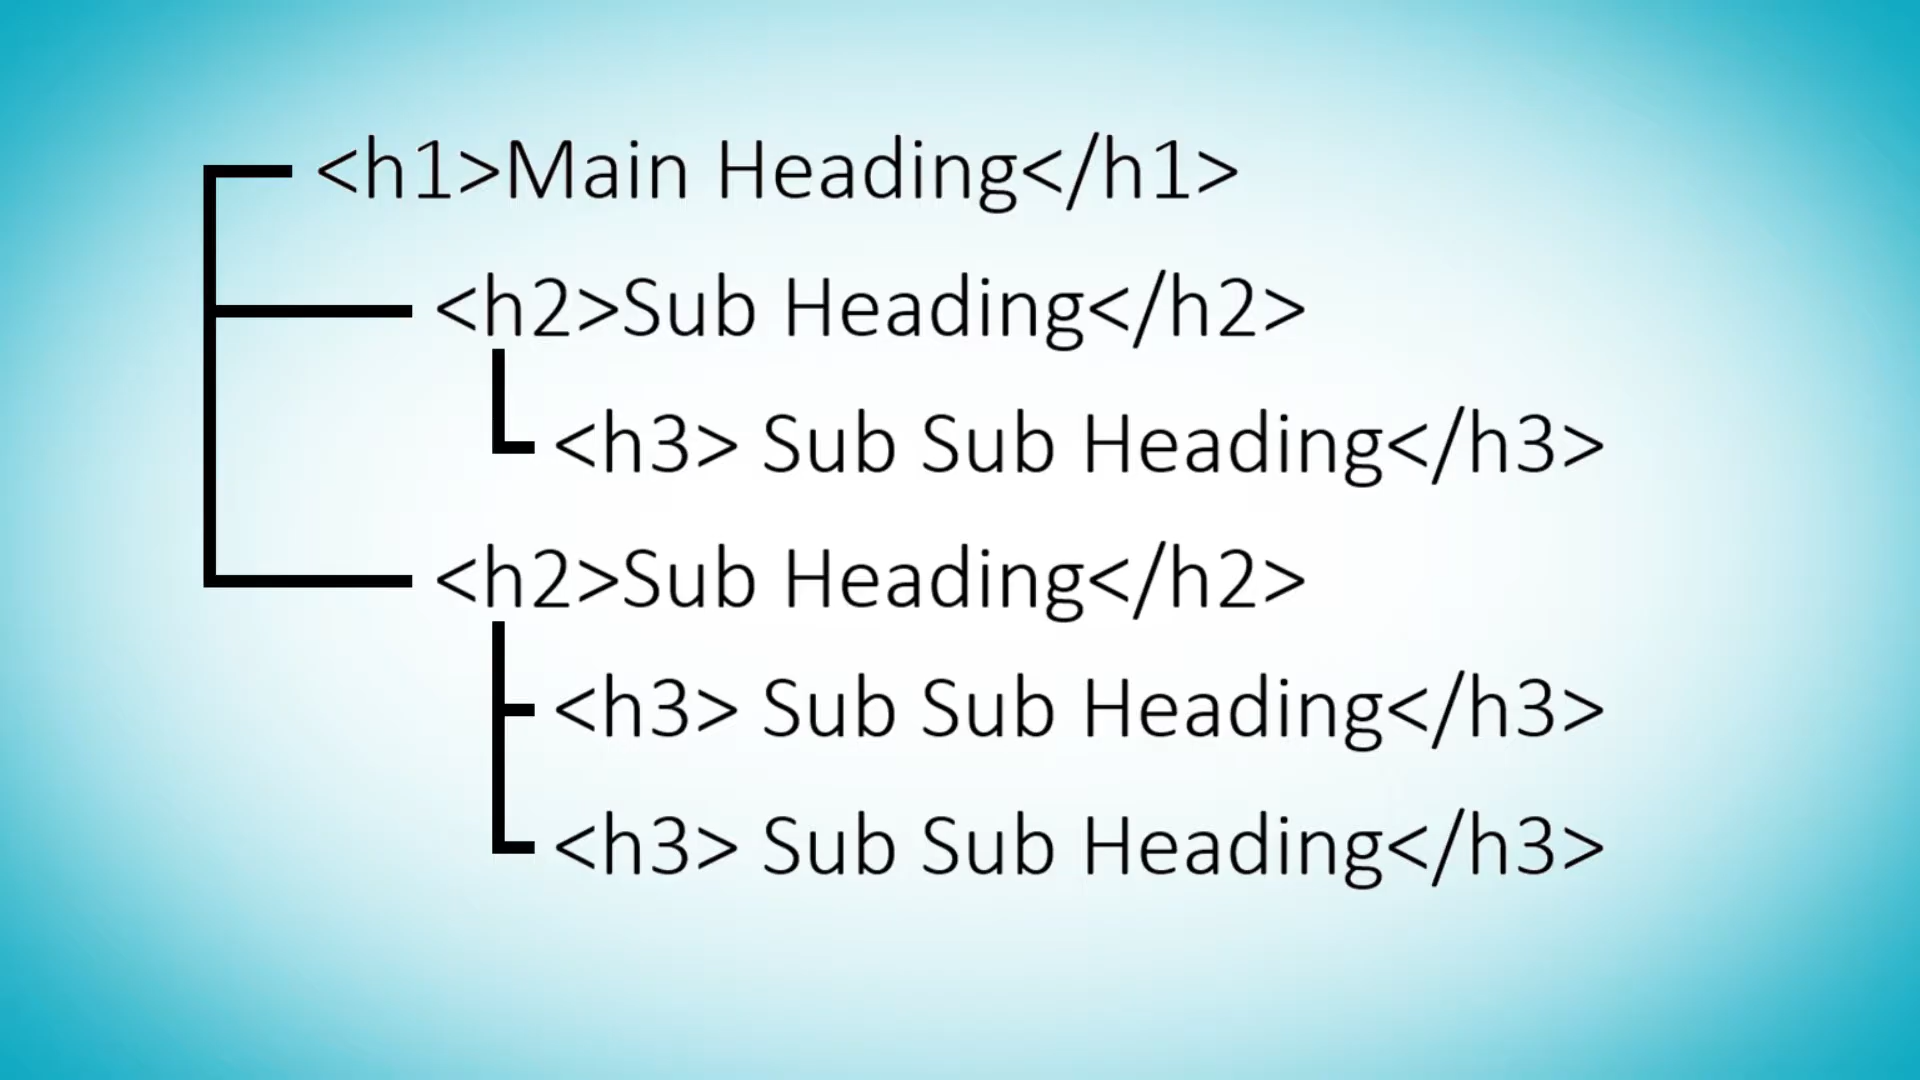 <h1>Main Heading</h1>
<h2>Sub Heading</h2>
<h3> Sub Sub Heading</h3>
<h2>Sub Heading</h2>
<h3> Sub Sub Heading</h3>
<h3> Sub Sub Heading</h3>